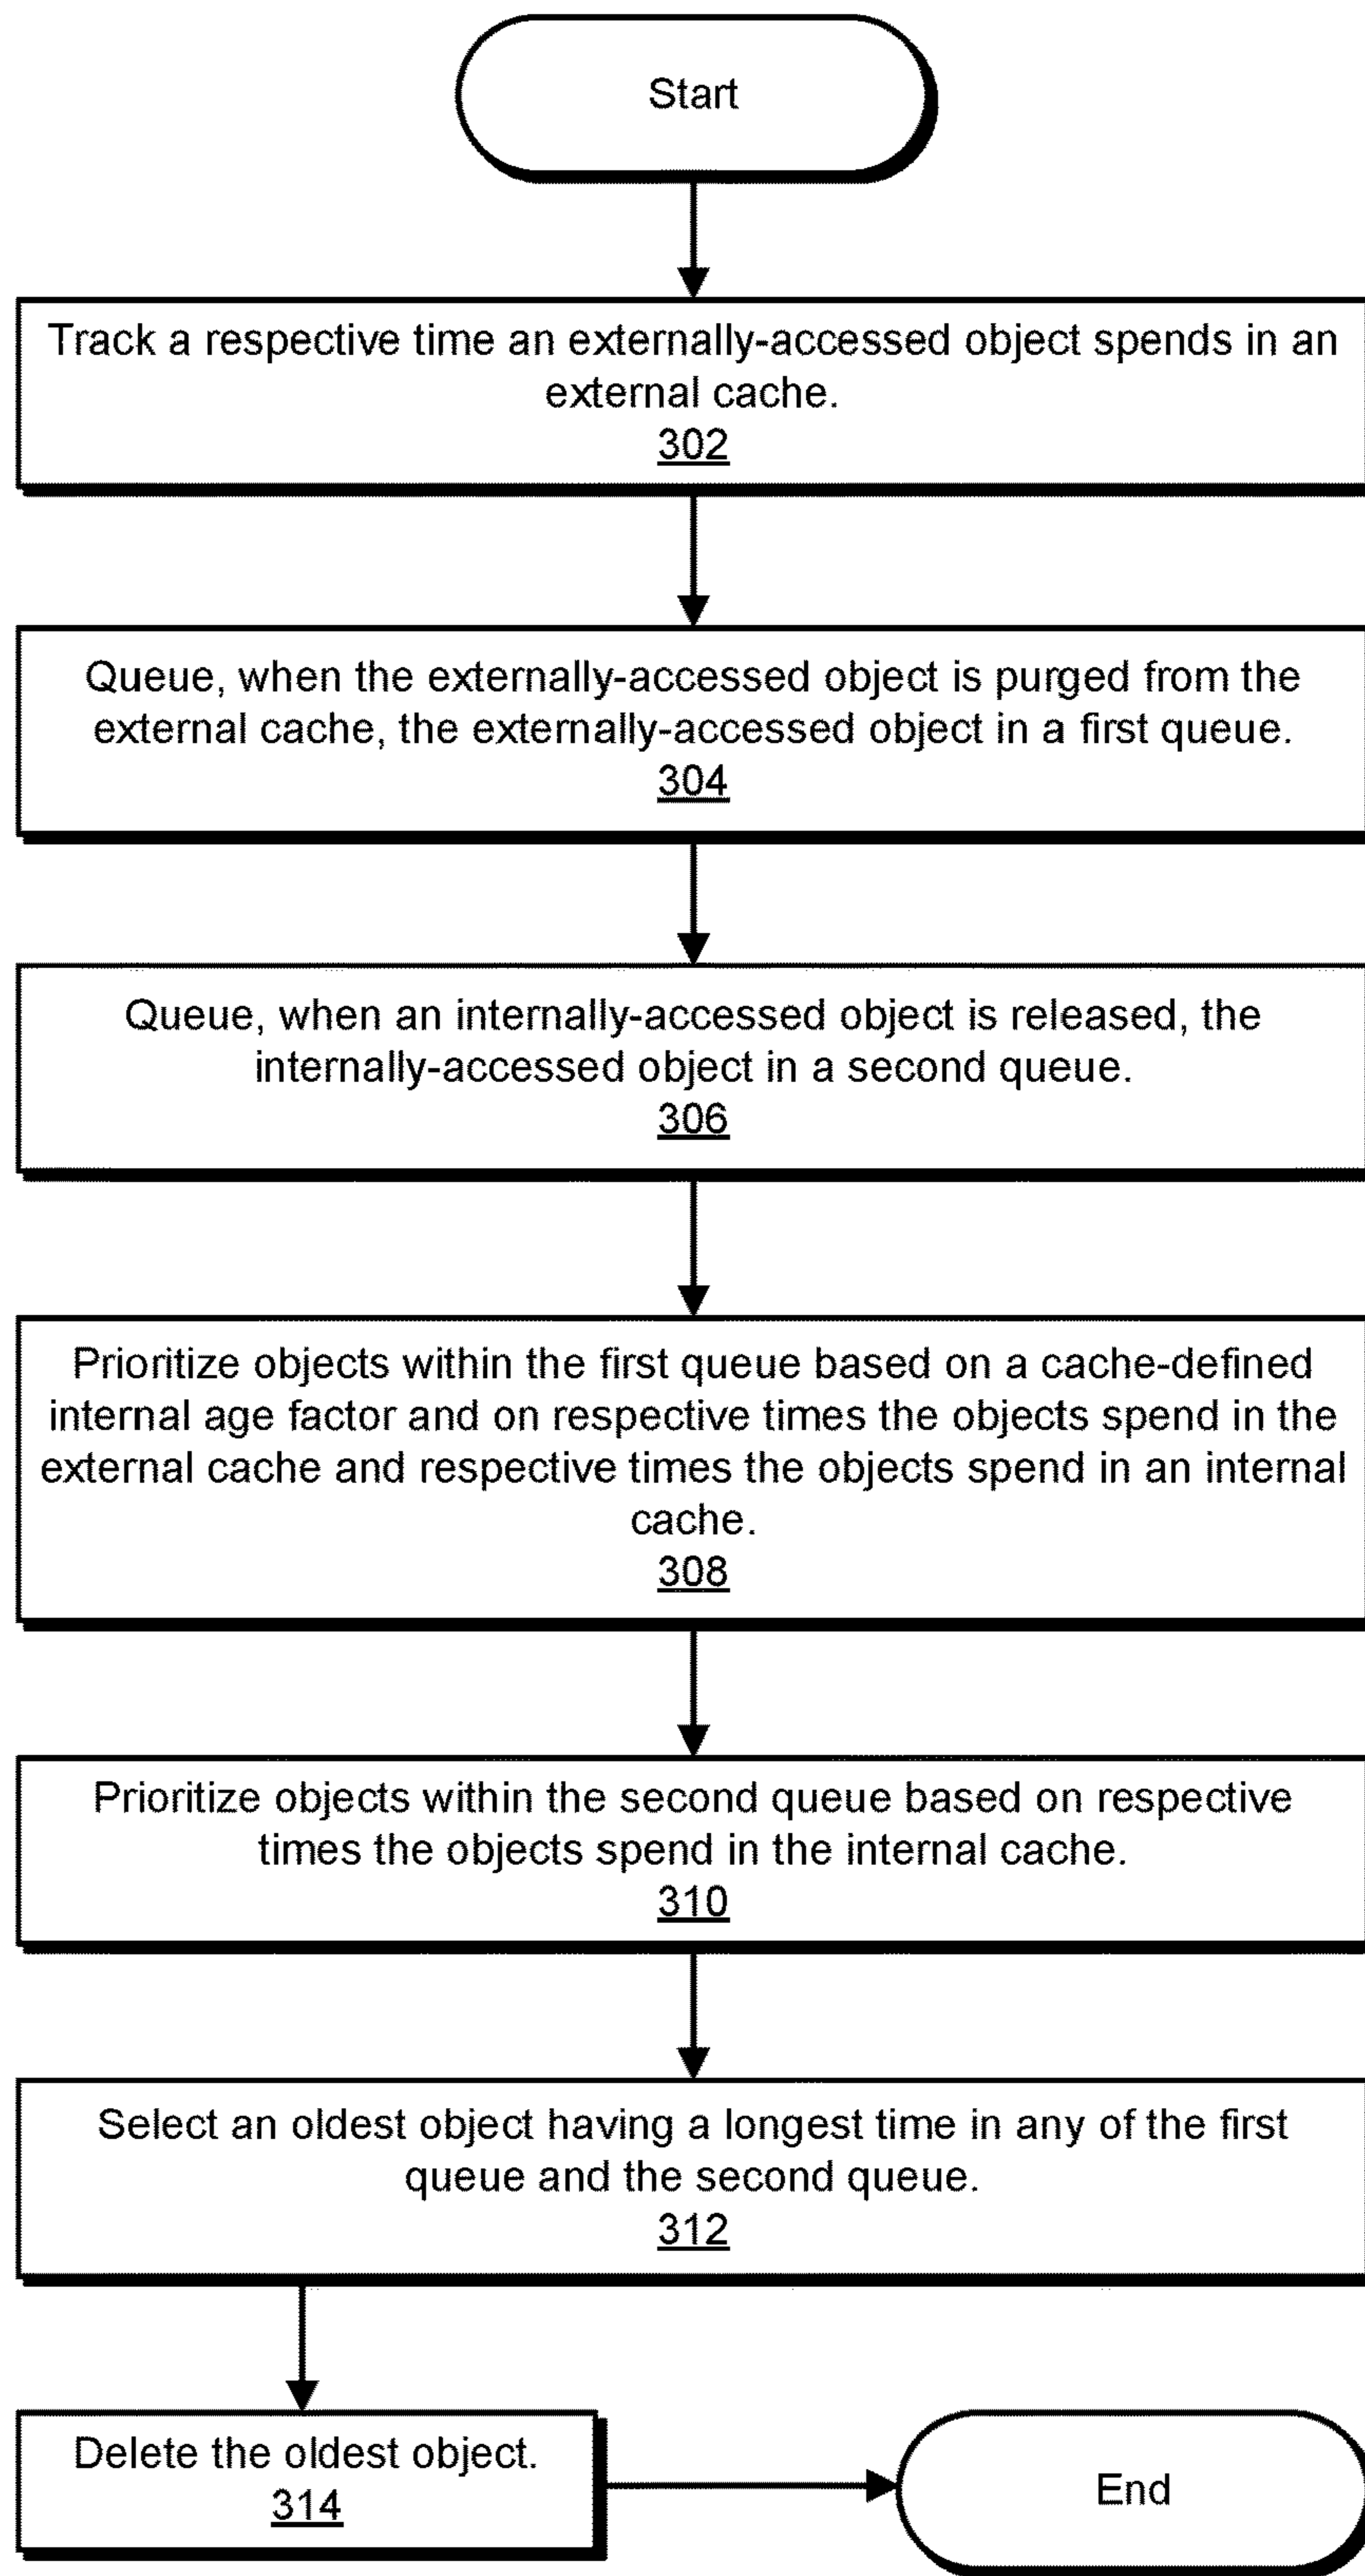 Start
Track a respective time an externally-accessed object spends in an
external cache.
302
Queue, when the externally-accessed object is purged from the
external cache, the externally-accessed object in a first queue.
304
Queue, when an internally-accessed object is released, the
internally-accessed object in a second queue.
306
Prioritize objects within the first queue based on a cache-defined
internal age factor and on respective times the objects spend in the
external cache and respective times the objects spend in an internal
cache.
308
Prioritize objects within the second queue based on respective
times the objects spend in the internal cache.
310
Select an oldest object having a longest time in any of the first
queue and the second queue.
312
Delete the oldest object.
314
End